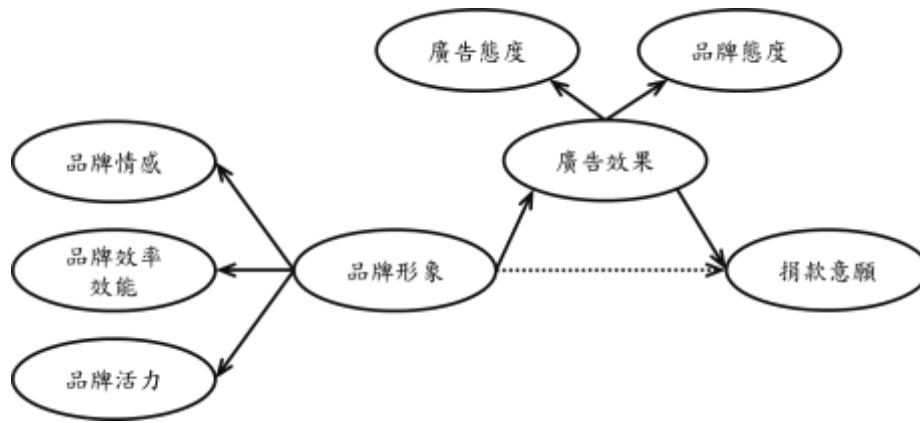 廣告態度
品牌態度
品牌情感
廣告效果
品牌效率
效能
品牌形象
捐款意願
品牌活力